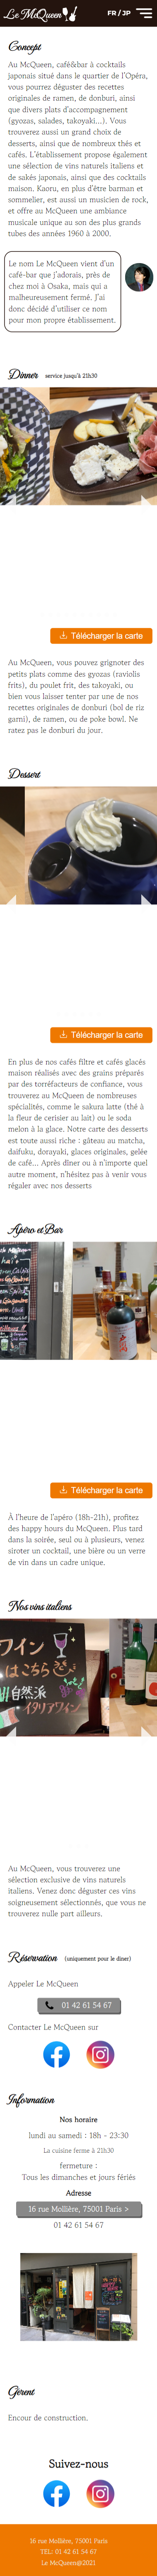 Le McQueen
FR / JP
Concept
Au McQueen, café&bar à cocktails
japonais situé dans le quartier de l'Opéra,
vous pourrez déguster des recettes
originales de ramen, de donburi, ainsi
que divers plats d'accompagnement
(gyozas, salades, takoyaki...). Vous
trouverez aussi un grand choix de
desserts, ainsi que de nombreux thés et
cafés. L'établissement propose également
une sélection de vins naturels italiens et
de sakés japonais, ainsi que des cocktails
maison. Kaoru, en plus d'être barman et
sommelier, est aussi un musicien de rock,
et offre au McQueen une ambiance
musicale unique au son des plus grands
tubes des années 1960 à 2000.
Le nom Le McQueen vient d'un
café-bar que j'adorais, près de
chez moi à Osaka, mais qui a
malheureusement fermé. J'ai
donc décidé d'utiliser ce nom
pour mon propre établissement.
Dinner service jusqu'à 21h30
Télécharger la carte
Au McQueen, vous pouvez grignoter des
petits plats comme des gyozas (raviolis
frits), du poulet frit, des takoyaki, ou
bien vous laisser tenter par une de nos
recettes originales de donburi (bol de riz
garni), de ramen, ou de poke bowl. Ne
ratez pas le donburi du jour.
Dessert
Télécharger la carte
En plus de nos cafés filtre et cafés glacés
maison réalisés avec des grains préparés
par des torréfacteurs de confiance, vous
trouverez au McQueen de nombreuses
spécialités, comme le sakura latte (thé à
la fleur de cerisier au lait) ou le soda
melon à la glace. Notre carte des desserts
est toute aussi riche : gâteau au matcha,
daifuku, dorayaki, glaces originales, gelée
de café... Après dîner ou à n'importe quel
autre moment, n'hésitez pas à venir vous
régaler avec nos desserts
Apéro et Bar
Télécharger la carte
À l'heure de l'apéro (18h-21h), profitez
des happy hours du McQueen. Plus tard
dans la soirée, seul ou à plusieurs, venez
siroter un cocktail, une bière ou un verre
de vin dans un cadre unique.
Nos vins italiens
ワイン
はこちら
自然派
イタリアワイン
Au McQueen, vous trouverez une
sélection exclusive de vins naturels
italiens. Venez donc déguster ces vins
soigneusement sélectionnés, que vous ne
trouverez nulle part ailleurs.
Réservation (uniquement pour le diner)
Appeler Le McQueen
01 42 61 54 67
Contacter Le McQueen sur
Information
Nos horaire
lundi au samedi : 18h - 23:30
La cuisine ferme à 21h30
fermeture :
Tous les dimanches et jours fériés
Adresse
16 rue Mollière, 75001 Paris >
01 42 61 54 67
Gérent
Encour de construction.
Suivez-nous
16 rue Mollière, 75001 Paris
TEL: 01 42 61 54 67
Le McQueen@2021